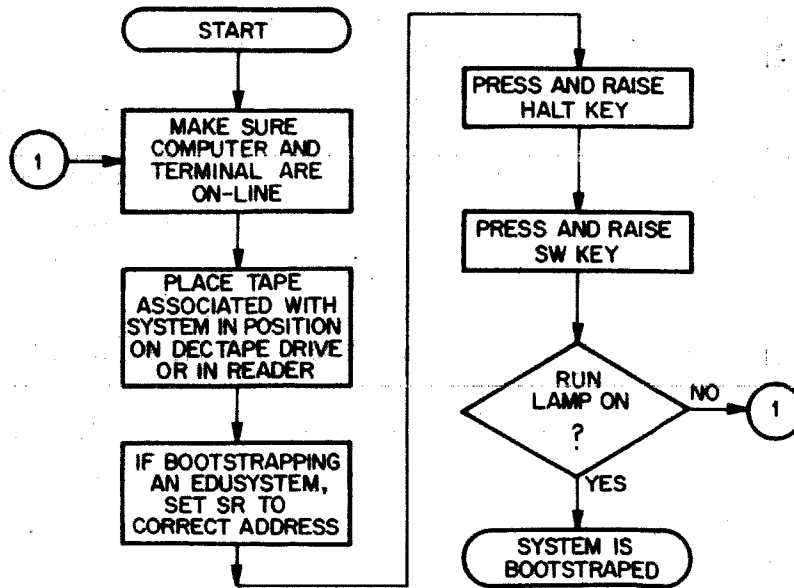 START
1
MAKE SURE
COMPUTER AND
TERMINAL ARE
ON-LINE
PLACE TAPE
ASSOCIATED WITH
SYSTEM IN POSITION
ON DECTAPE DRIVE
OR IN READER
IF BOOTSTRAPPING
AN EDUSYSTEM,
SET SR TO
CORRECT ADDRESS
PRESS AND RAISE
HALT KEY
PRESS AND RAISE
SW KEY
RUN
LAMP ON
?
NO
1
YES
SYSTEM IS
BOOTSTRAPED